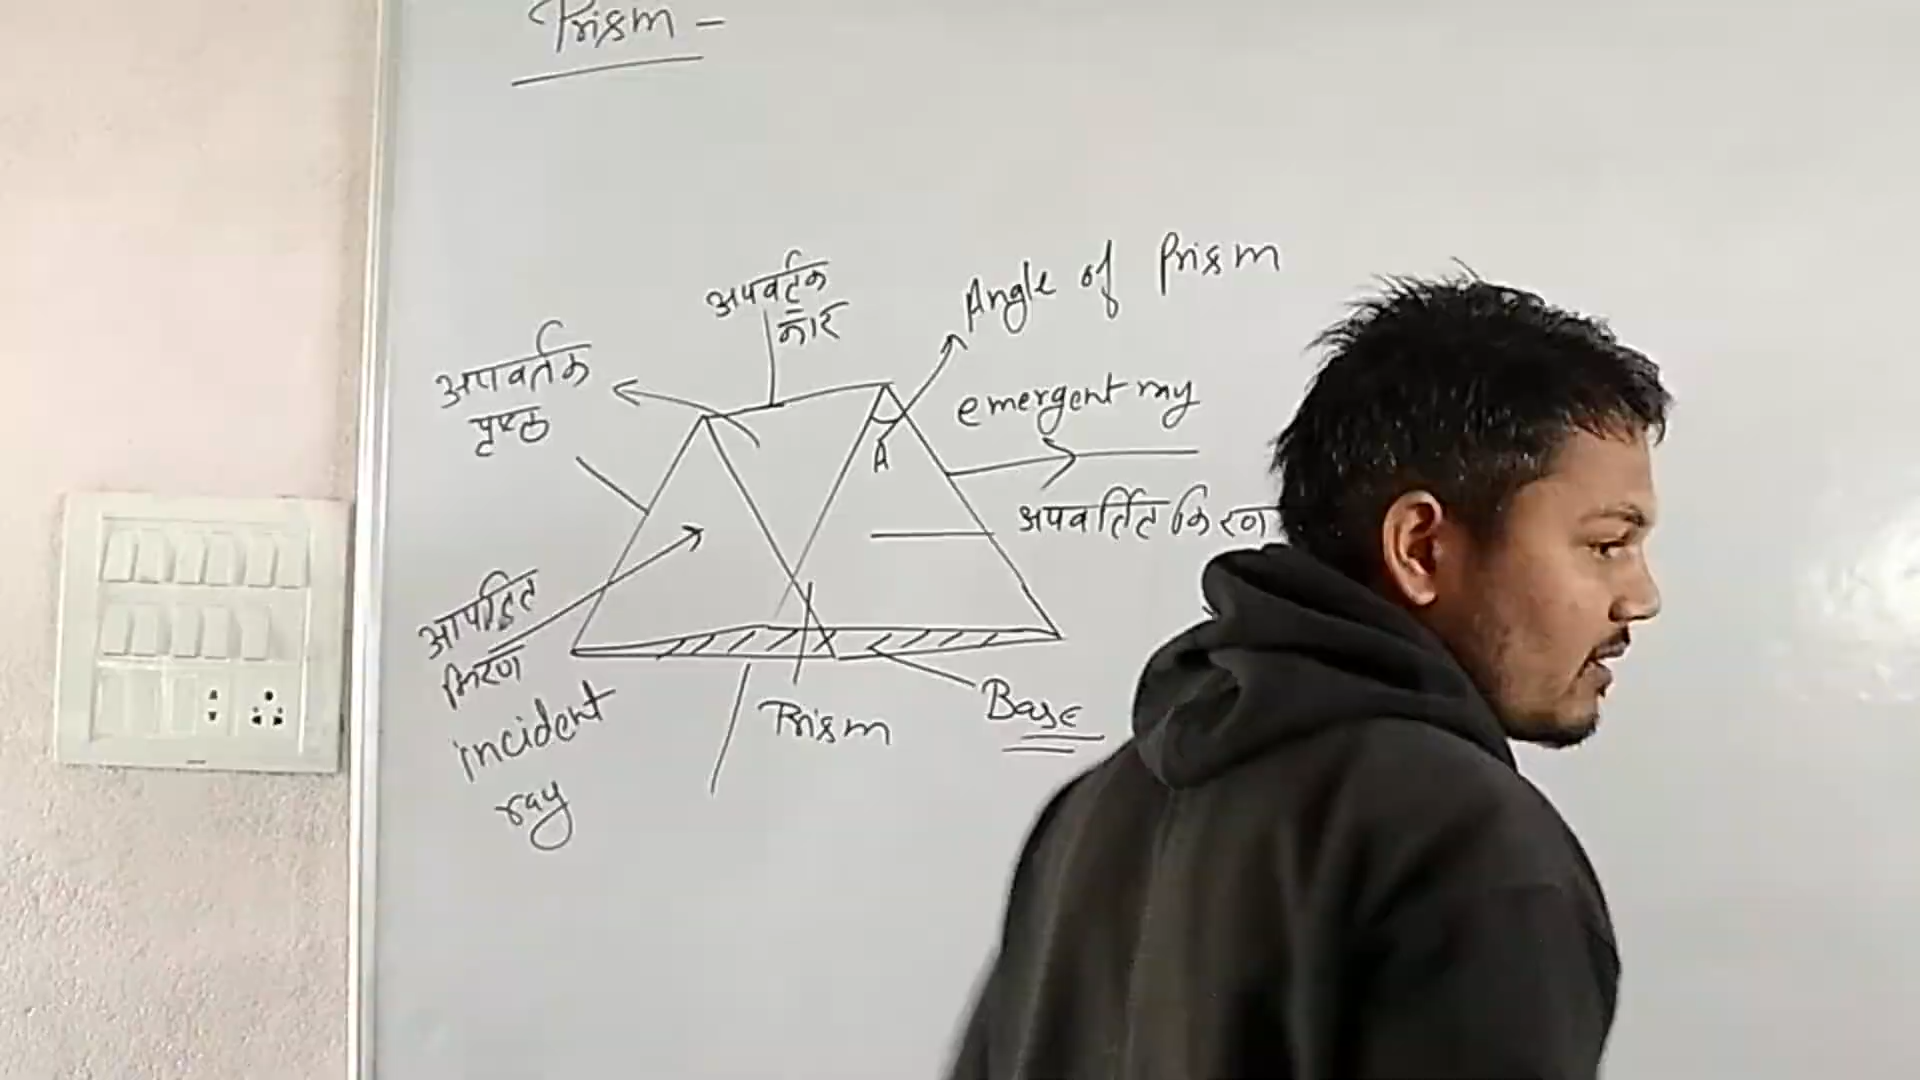 Prism -
अपवर्तक
कोर
Angle of Prism
अपवर्तक
पृष्ठ
emergent ray
A
अपवर्तित किरण
आपतित
किरण
incident
ray
Prism
Base